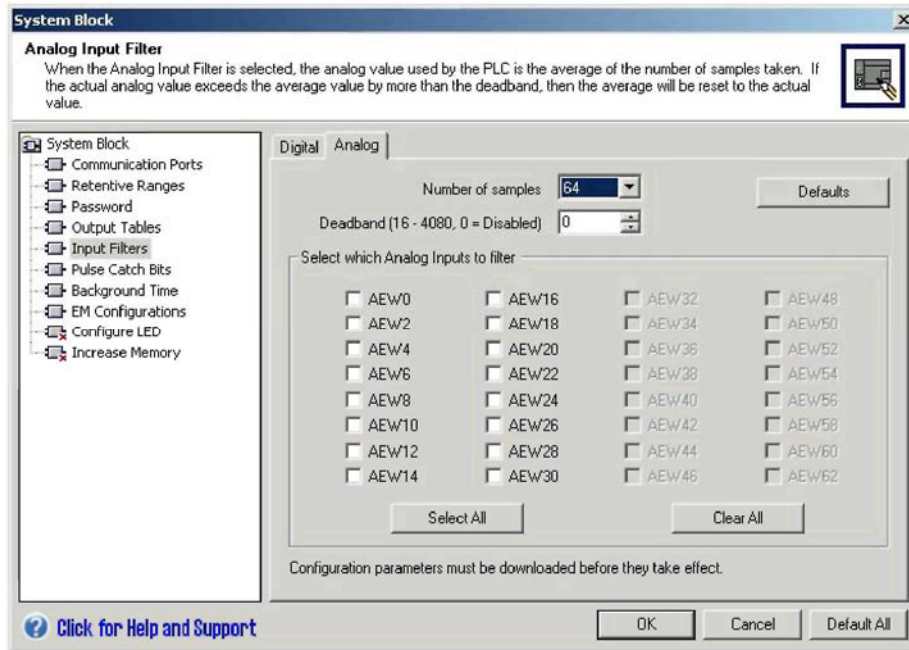 System Block
Analog Input Filter
When the Analog Input Filter is selected, the analog value used by the PLC is the average of the number of samples taken. If
the actual analog value exceeds the average value by more than the deadband, then the average will be reset to the actual
value.
System Block
Communication Ports
Retentive Ranges
Password
Output Tables
Input Filters
Pulse Catch Bits
Background Time
EM Configurations
Configure LED
Increase Memory
Digital Analog
Number of samples 64 Defaults
Deadband (16 - 4080, 0 = Disabled) 0
Select which Analog Inputs to filter
AEW0 AEW16 AEW32 AEW48
AEW2 AEW18 AEW34 AEW50
AEW4 AEW20 AEW36 AEW52
AEW6 AEW22 AEW38 AEW54
AEW8 AEW24 AEW40 AEW56
AEW10 AEW26 AEW42 AEW58
AEW12 AEW28 AEW44 AEW60
AEW14 AEW30 AEW46 AEW62
Select All Clear All
Configuration parameters must be downloaded before they take effect.
Click for Help and Support OK Cancel Default All